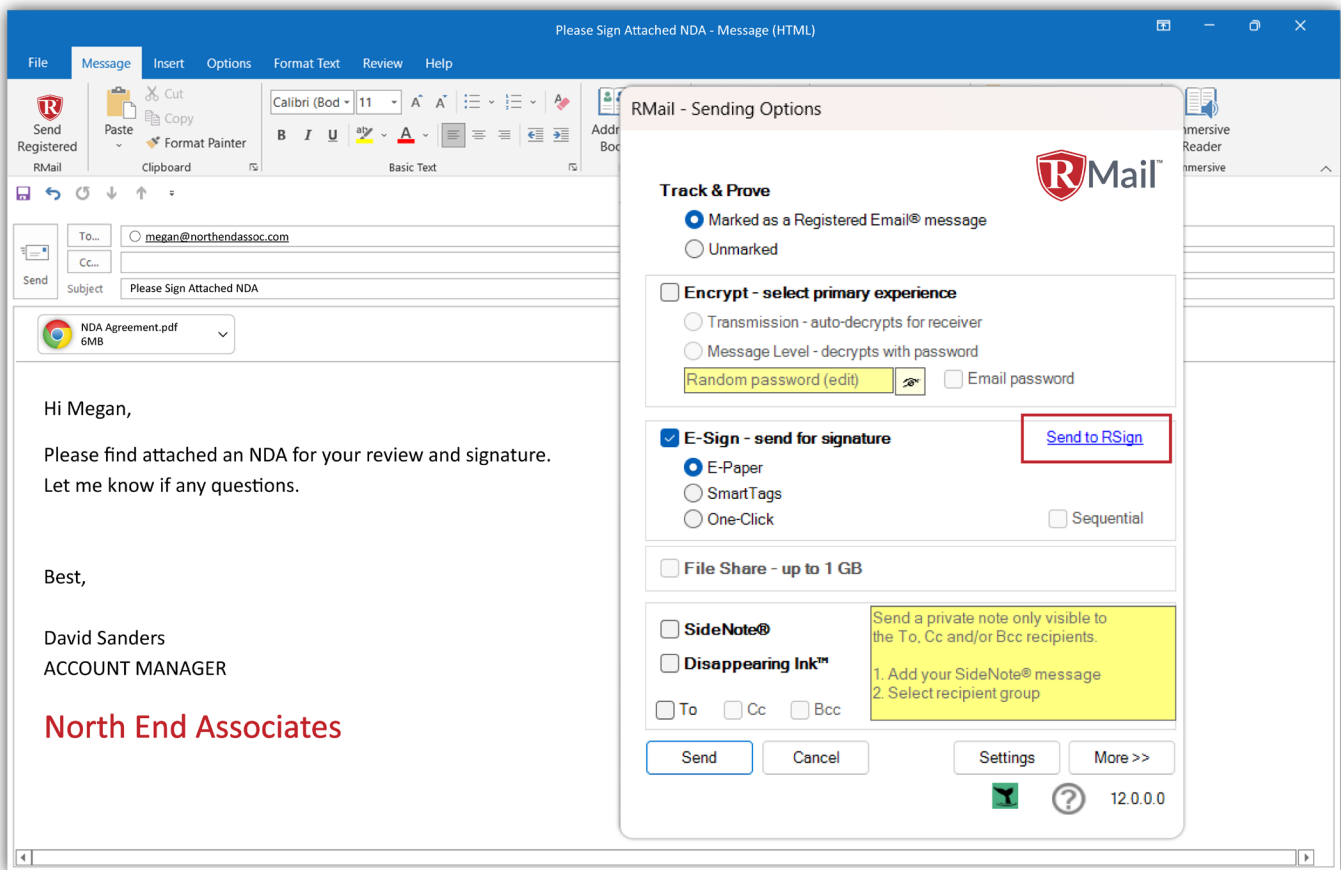 Please Sign Attached NDA - Message (HTML)
File Message Insert Options Format Text Review Help
Send Registered
RMail
Paste
Cut
Copy
Format Painter
Clipboard
Calibri (Bod 11 A A
B I U aby A
Basic Text
Reader
To... megan@northendassoc.com
Cc...
Send
Subject Please Sign Attached NDA
NDA Agreement.pdf
6MB
Hi Megan,
Please find attached an NDA for your review and signature.
Let me know if any questions.
Best,
David Sanders
ACCOUNT MANAGER
North End Associates
RMail - Sending Options
R Mail™
Track & Prove
Marked as a Registered Email® message
Unmarked
Encrypt - select primary experience
Transmission - auto-decrypts for receiver
Message Level - decrypts with password
Random password (edit) Email password
E-Sign - send for signature Send to RSign
E-Paper
SmartTags
One-Click Sequential
File Share - up to 1 GB
SideNote®
Disappearing Ink™
To Cc Bcc
Send a private note only visible to
the To, Cc and/or Bcc recipients.
1. Add your SideNote® message
2. Select recipient group
Send Cancel Settings More >>
? 12.0.0.0